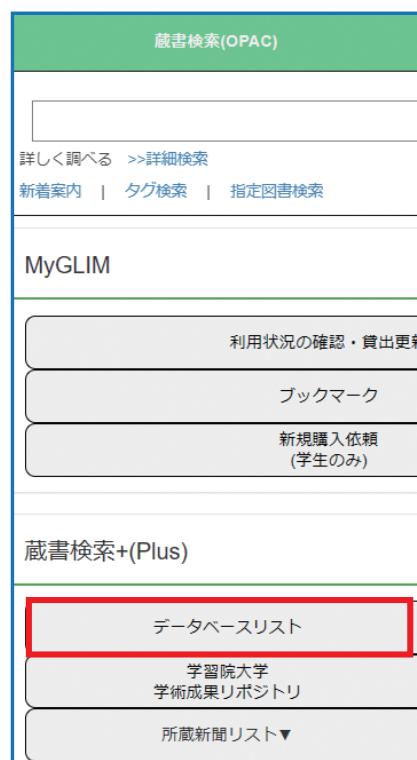 蔵書検索(OPAC)
詳しく調べる >>詳細検索
新着案内 | タグ検索 | 指定図書検索
MyGLIM
利用状況の確認・貸出更
ブックマーク
新規購入依頼
(学生のみ)
蔵書検索+(Plus)
データベースリスト
学習院大学
学術成果リポジトリ
所蔵新聞リスト▼